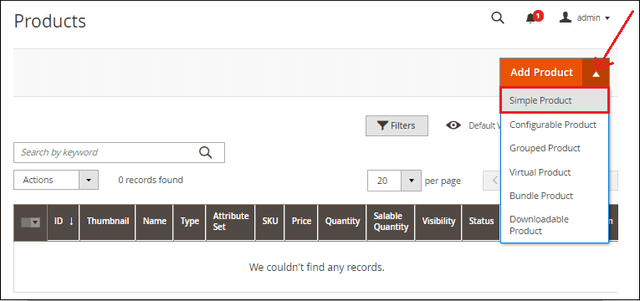 Products
1
admin
Add Product
Simple Product
Configurable Product
Grouped Product
Virtual Product
Bundle Product
Downloadable
Product
Filters
Default
Search by keyword
Actions
0 records found
20
per page
ID
Thumbnail
Name
Type
Attribute
Set
SKU
Price
Quantity
Salable
Quantity
Visibility
Status
We couldn't find any records.